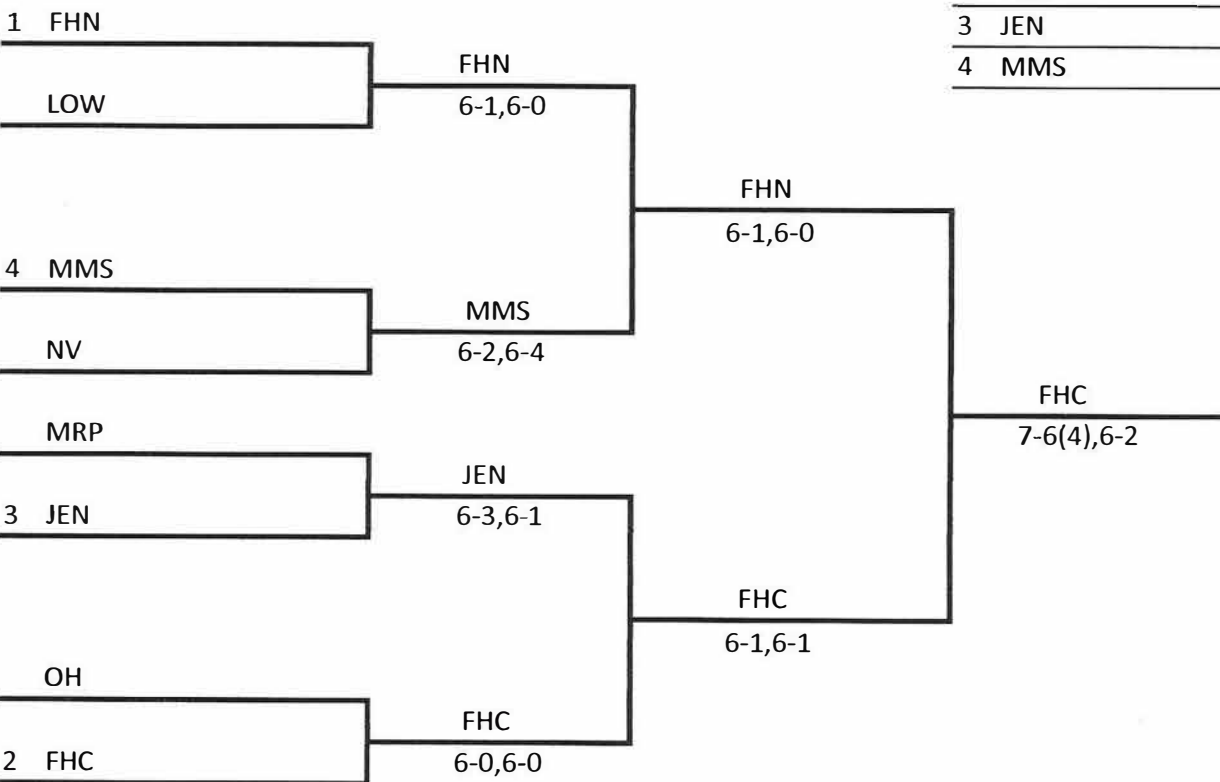 1 FHN
LOW
4 MMS
NV
MRP
3 JEN
OH
2 FHC
FHN
6-1,6-0
MMS
6-2,6-4
JEN
6-3,6-1
FHC
6-0,6-0
FHN
6-1,6-0
FHC
6-1,6-1
FHC
7-6(4),6-2
3 JEN
4 MMS